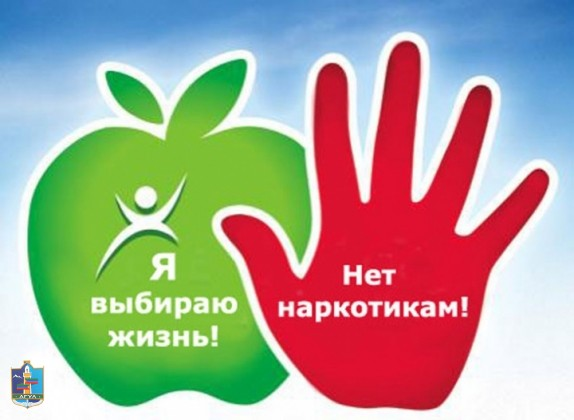 Я
выбираю
жизнь!
Нет
наркотикам!